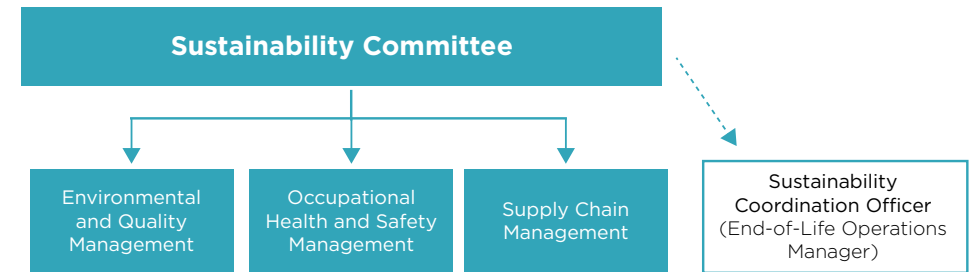 Sustainability Committee
Environmental
and Quality
Management
Occupational
Health and Safety
Management
Supply Chain
Management
Sustainability
Coordination Officer
(End-of-Life Operations
Manager)